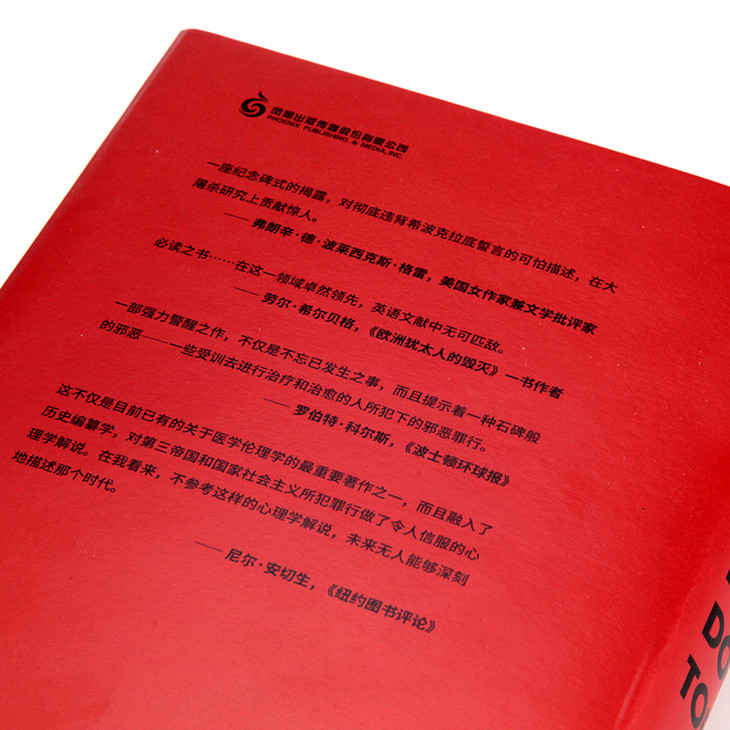 凤凰出版传媒股份有限公司
PHOENIX PUBLISHING & MEDIA, INC.
一座纪念碑式的揭露，对彻底违背希波克拉底誓言的可怕描述，在大
屠杀研究上贡献惊人。
——弗朗辛·德·波莱西克斯·格雷，美国女作家兼文学批评家
必读之书……在这一领域卓然领先，英语文献中无可匹敌。
——劳尔·希尔贝格，《欧洲犹太人的毁灭》一书作者
一部强力警醒之作，不仅是不忘已发生之事，而且提示着一种石碑般
的邪恶——一些受训去进行治疗和治愈的人所犯下的邪恶罪行。
——罗伯特·科尔斯，《波士顿环球报》
这不仅是目前已有的关于医学伦理学的最重要著作之一，而且融入了
历史编纂学，对第三帝国和国家社会主义所犯罪行做了令人信服的心
理学解说。在我看来，不参考这样的心理学解说，未来无人能够深刻
地描述那个时代。
——尼尔·安切生，《纽约图书评论》
DO
TO